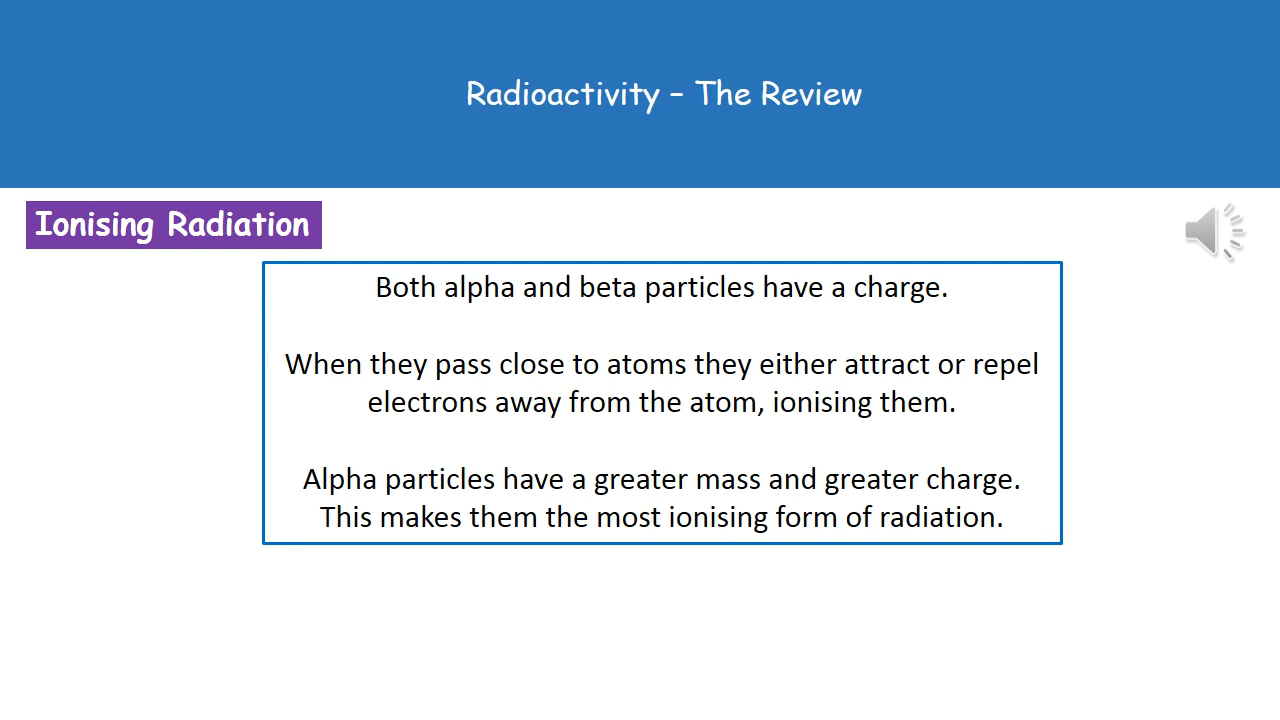 Radioactivity – The Review
Ionising Radiation
Both alpha and beta particles have a charge.
When they pass close to atoms they either attract or repel
electrons away from the atom, ionising them.
Alpha particles have a greater mass and greater charge.
This makes them the most ionising form of radiation.